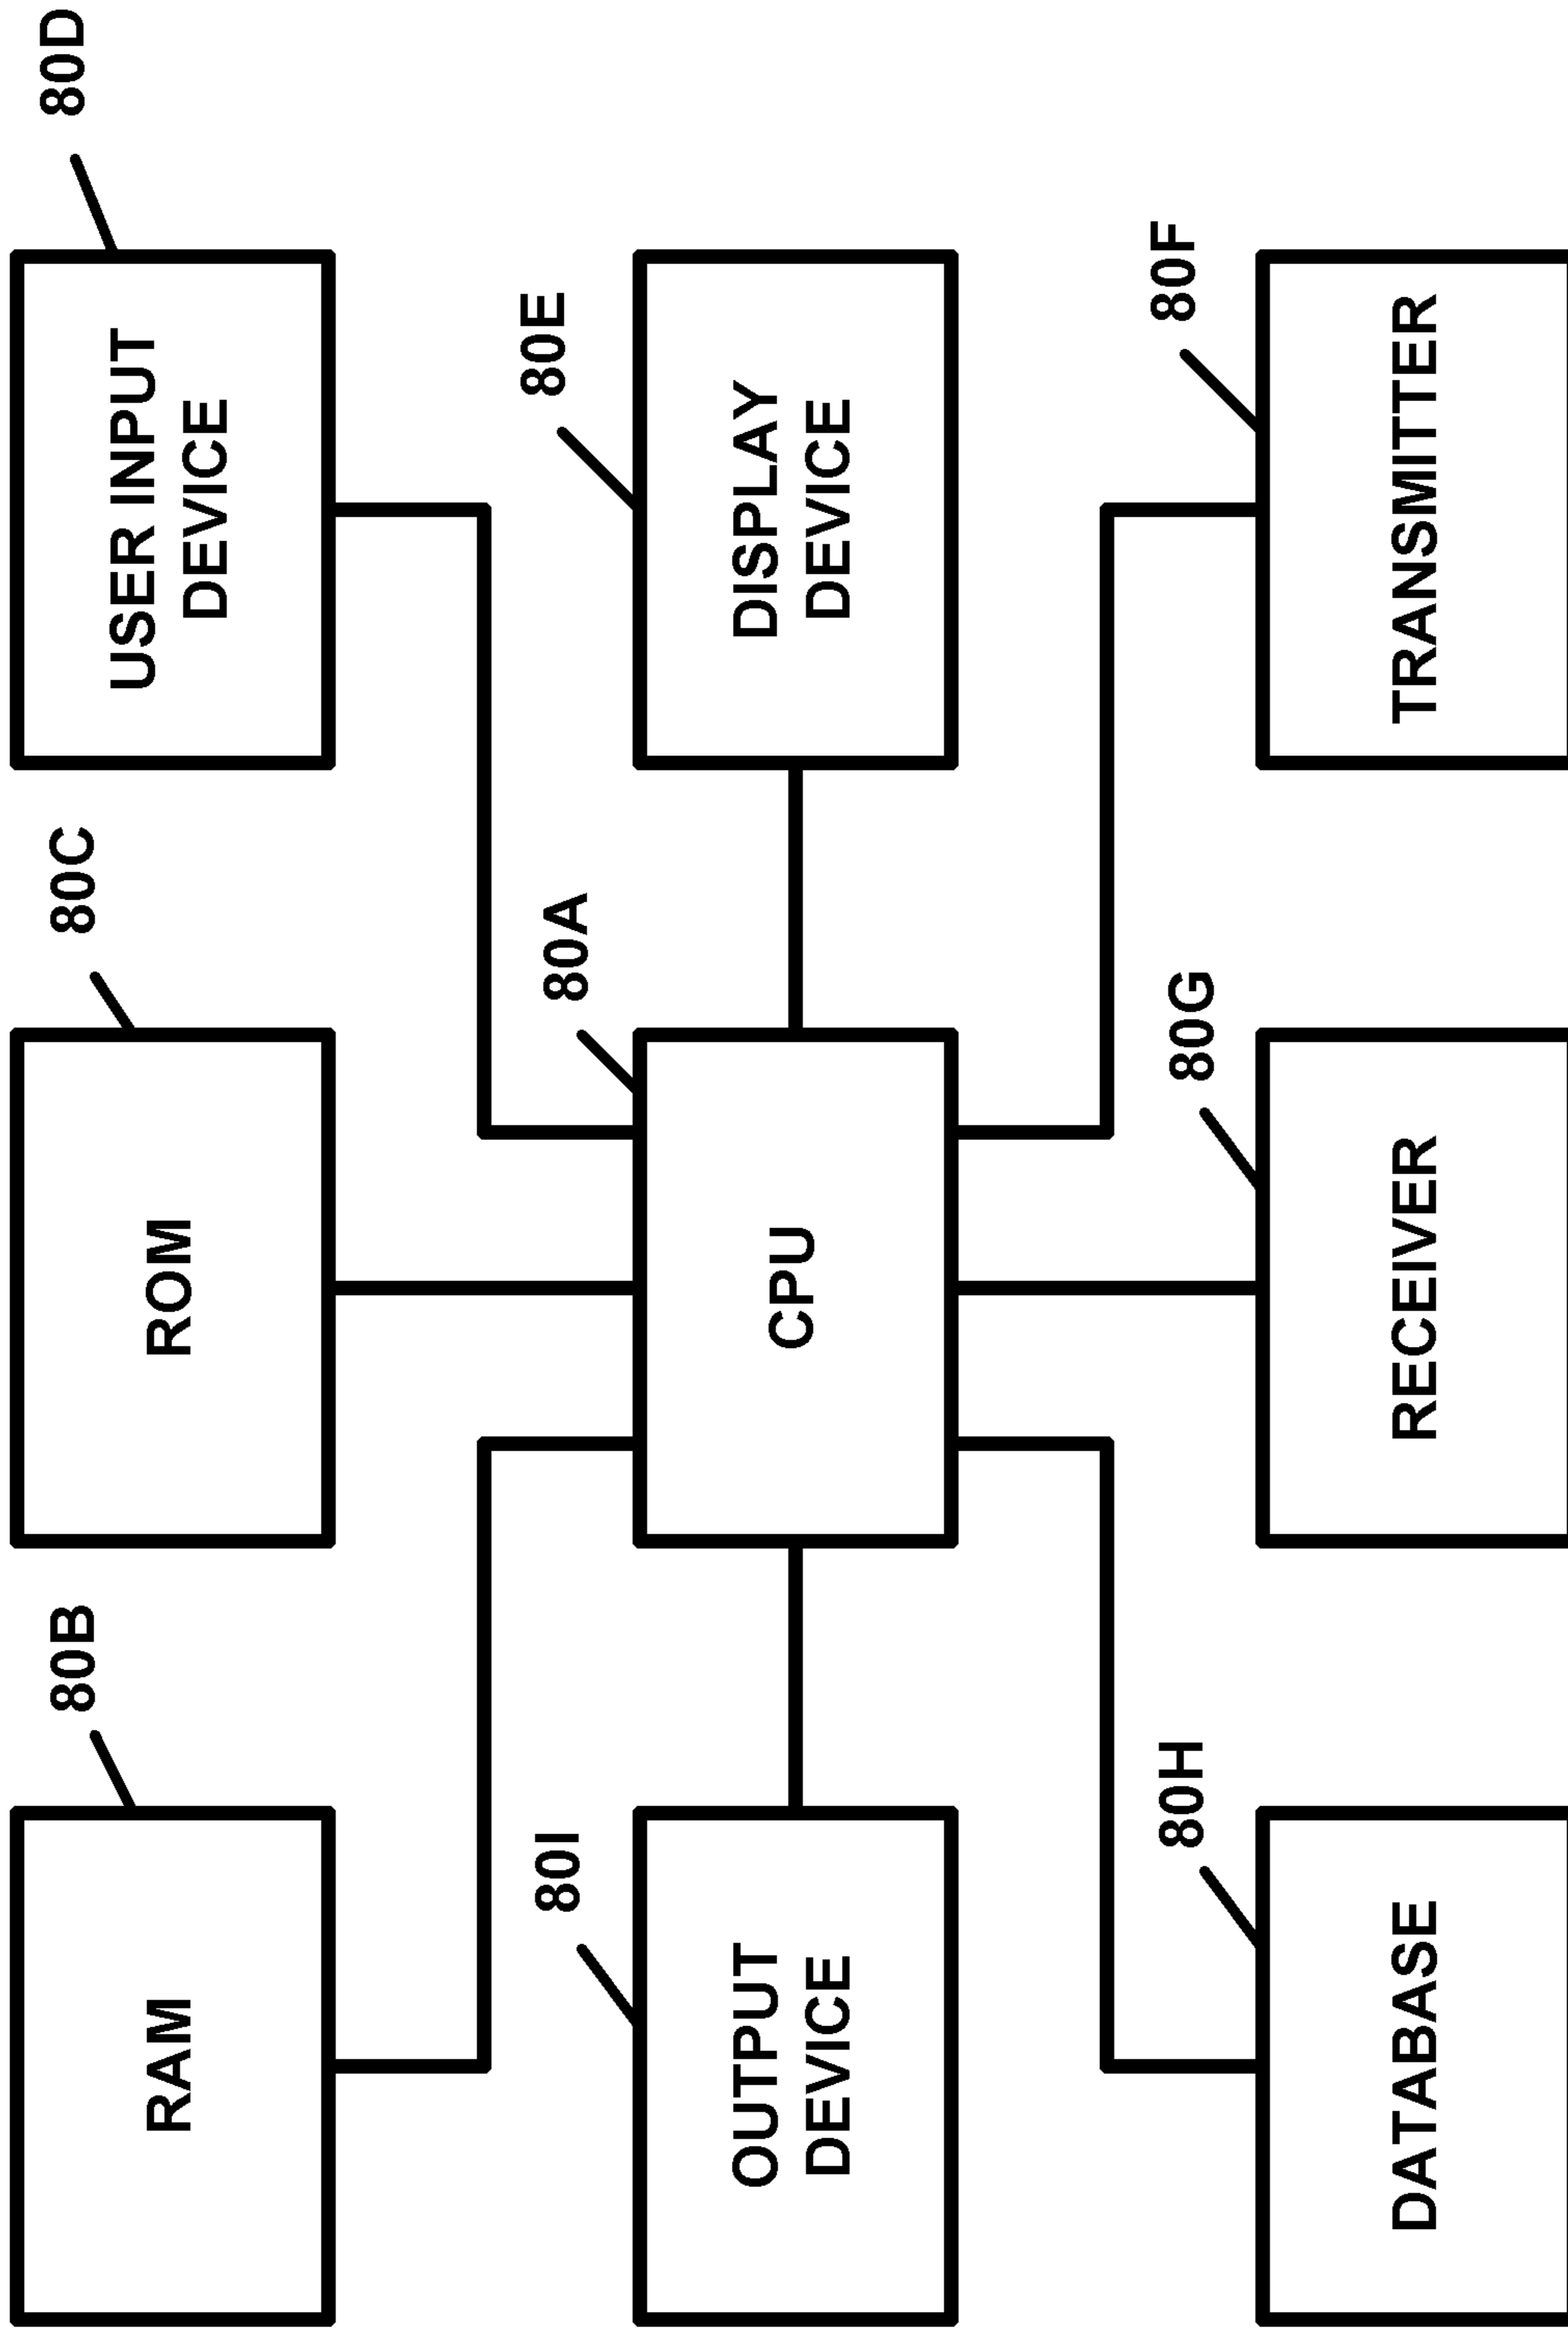 80B
80C
80D
RAM
ROM
USER INPUT
DEVICE
80I
80A
80E
OUTPUT
DEVICE
CPU
DISPLAY
DEVICE
80H
80G
80F
DATABASE
RECEIVER
TRANSMITTER